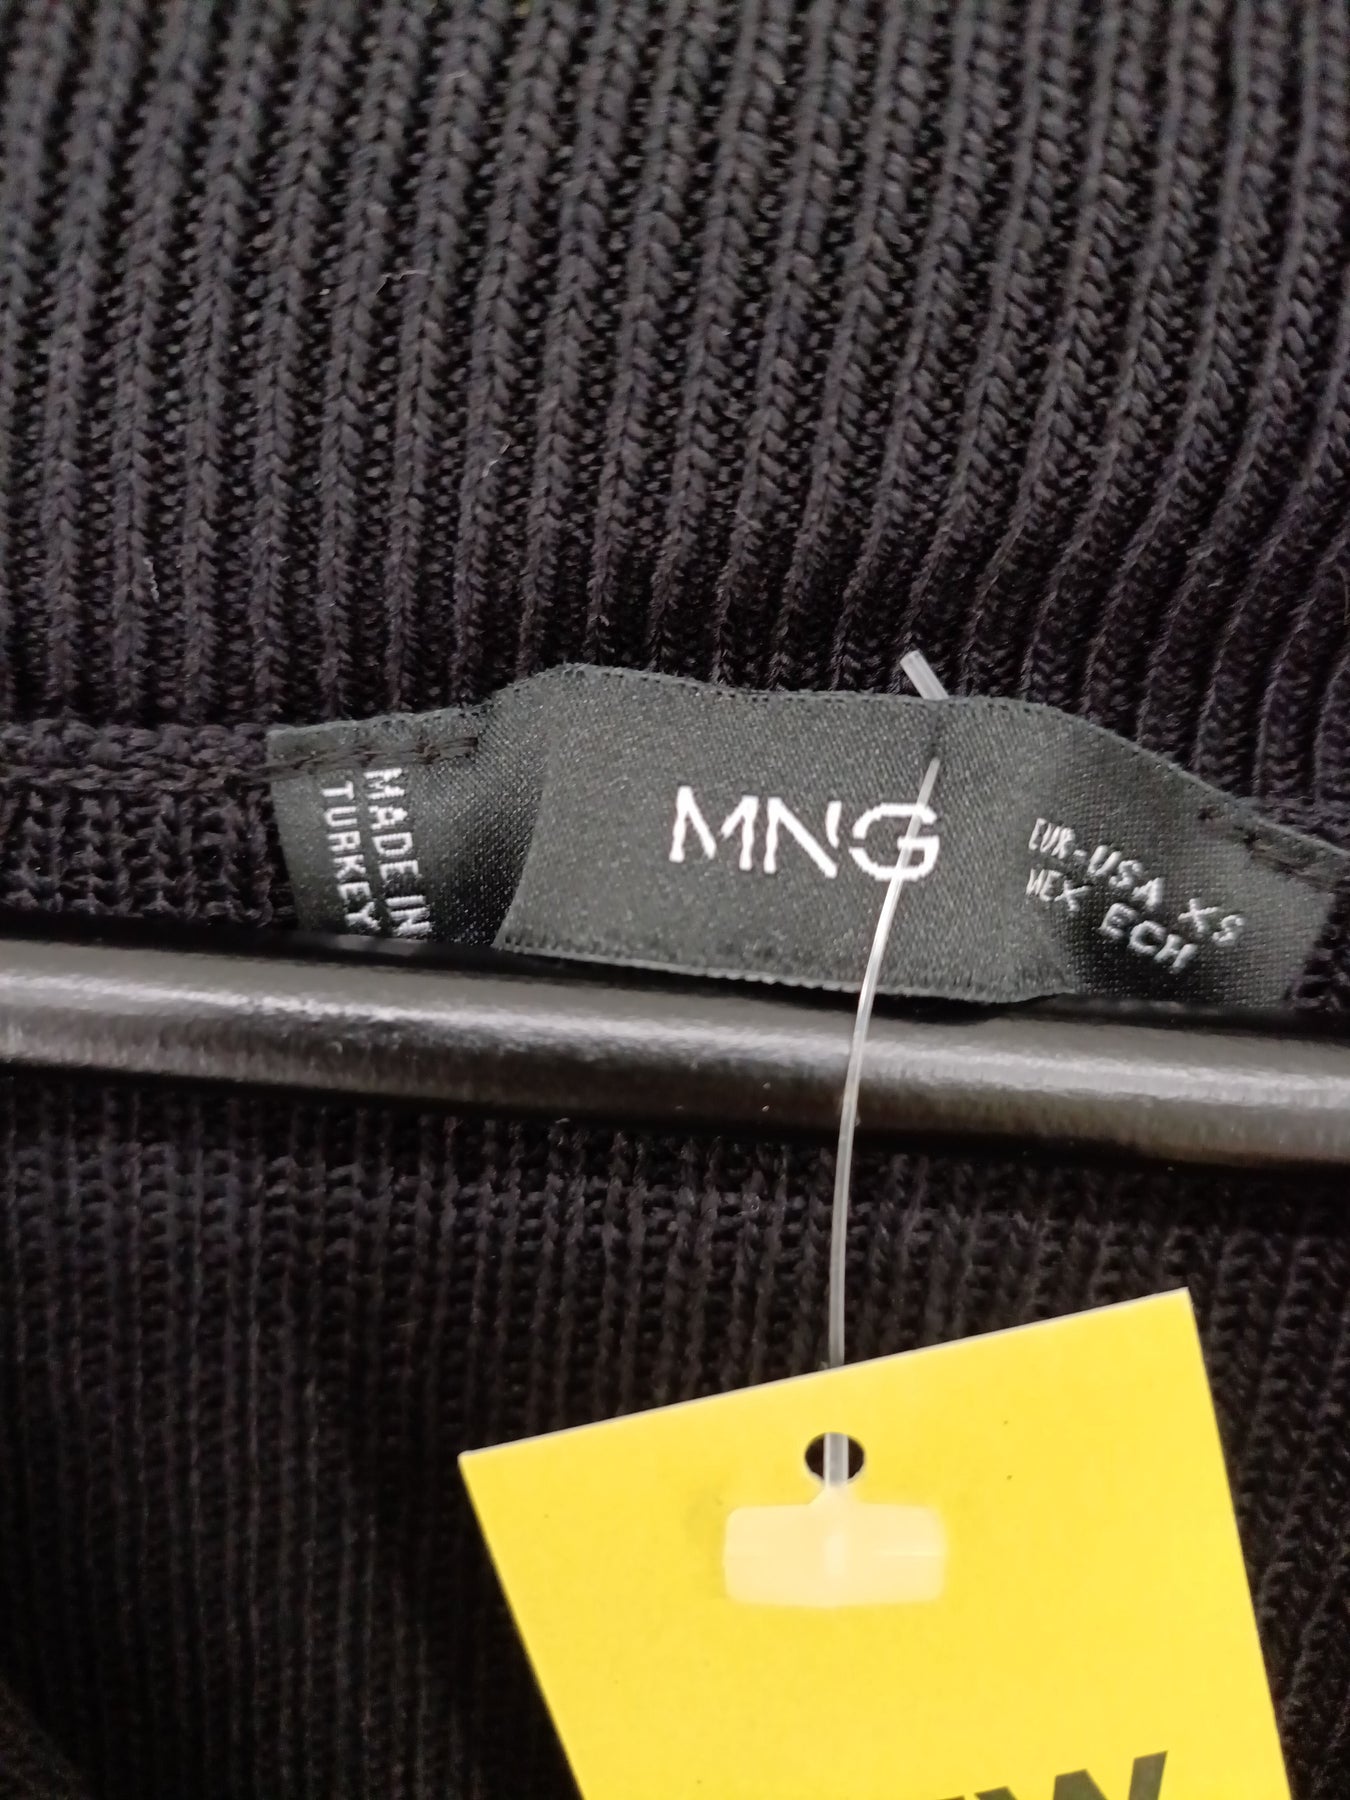 MADE IN
TURKEY
MNG
EUR-USA XS
MEX ECH